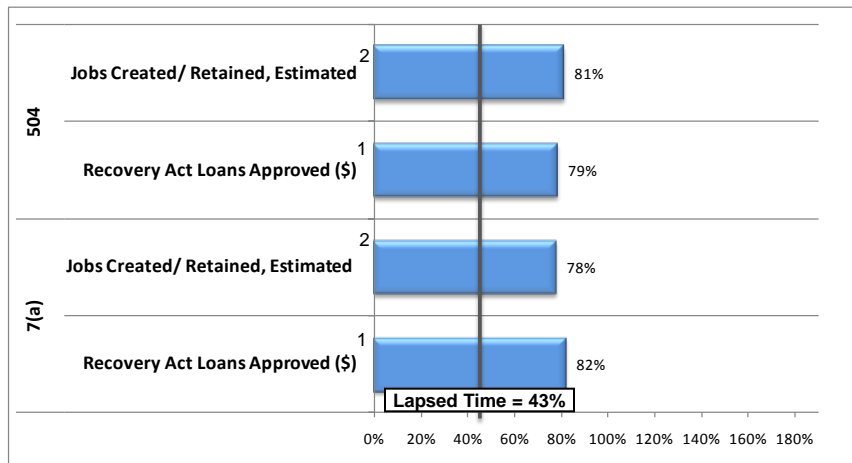 504
Jobs Created/ Retained, Estimated 2
81%
Recovery Act Loans Approved ($) 1
79%
7(a)
Jobs Created/ Retained, Estimated 2
78%
Recovery Act Loans Approved ($) 1
82%
Lapsed Time = 43%
0% 20% 40% 60% 80% 100% 120% 140% 160% 180%